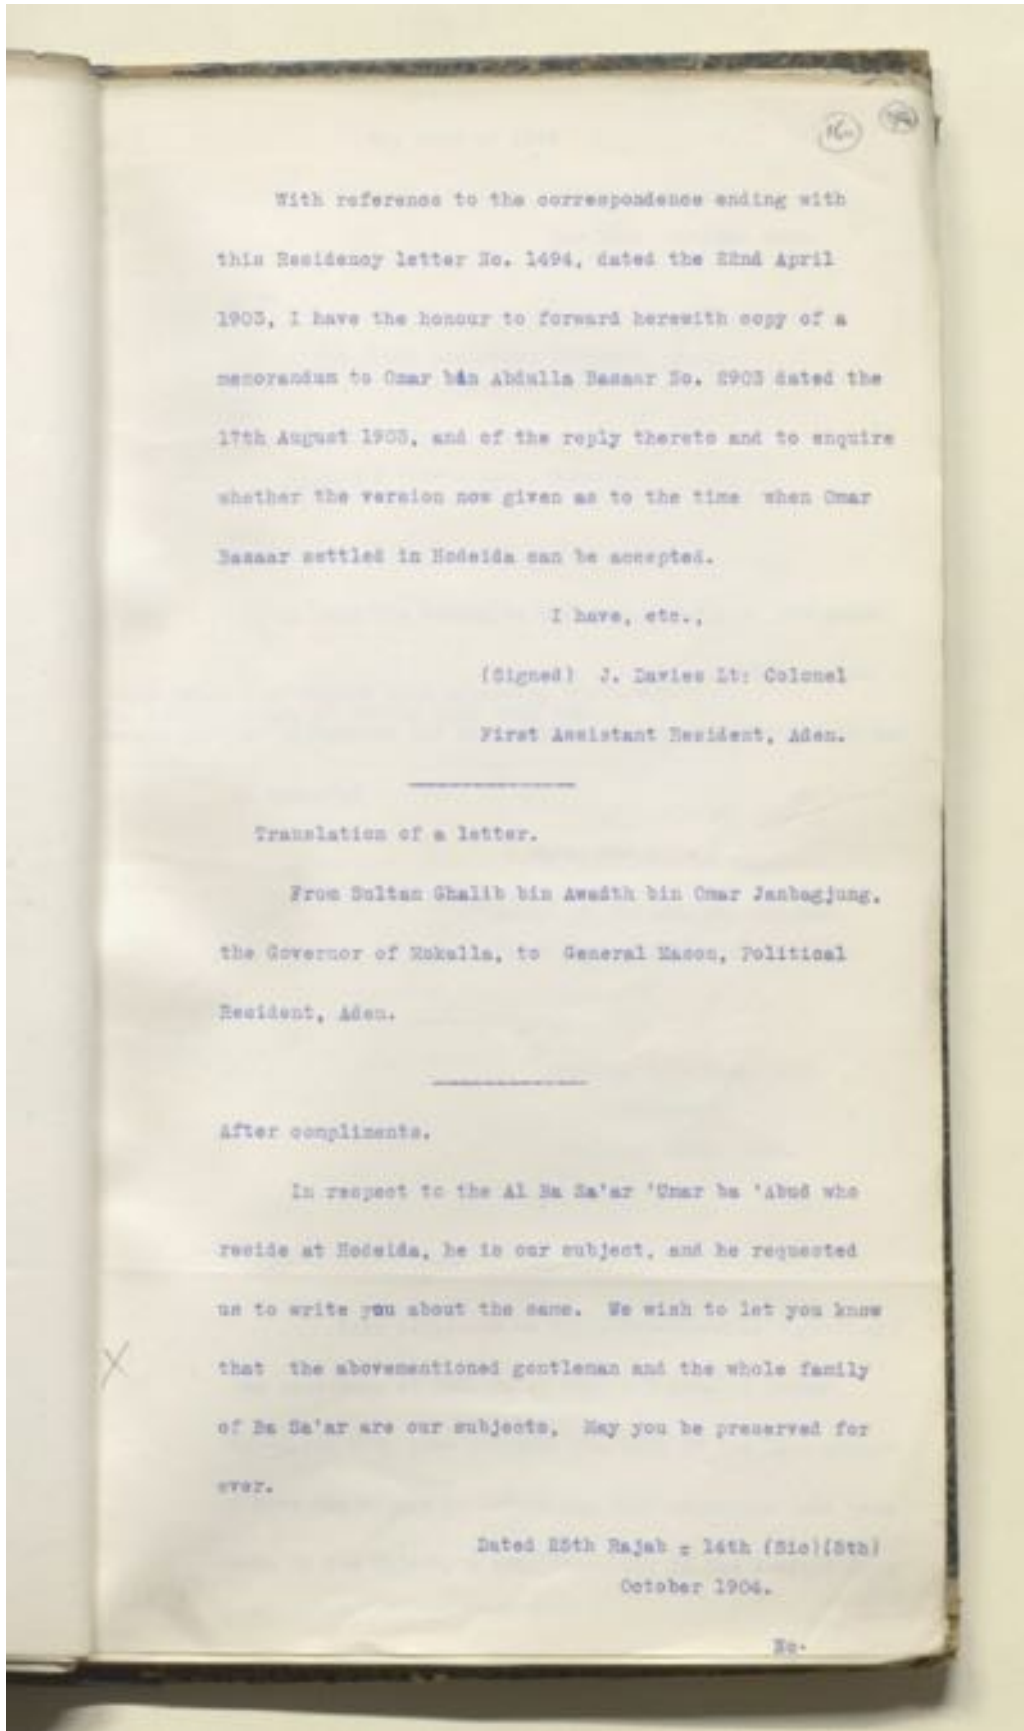 16
With reference to the correspondence ending with
this Residency letter No. 1494, dated the 22nd April
1903, I have the honour to forward herewith copy of a
memorandum to Omar bin Abdulla Basaar No. 2903 dated the
17th August 1903, and of the reply thereto and to enquire
whether the version now given as to the time when Omar
Basaar settled in Hodeida can be accepted.
I have, etc.,
(Signed) J. Davies Lt: Colonel
First Assistant Resident, Aden.
Translation of a letter.
From Sultan Ghalib bin Awadth bin Omar Janbagjung,
the Governor of Mokalla, to General Mason, Political
Resident, Aden.
After compliments.
In respect to the Al Ba Sa'ar 'Umar ba 'Abud who
reside at Hodeida, he is our subject, and he requested
us to write you about the same. We wish to let you know
that the abovementioned gentleman and the whole family
of Ba Sa'ar are our subjects, May you be preserved for
ever.
Dated 25th Rajab = 14th (Sic)(5th)
October 1904.
No.